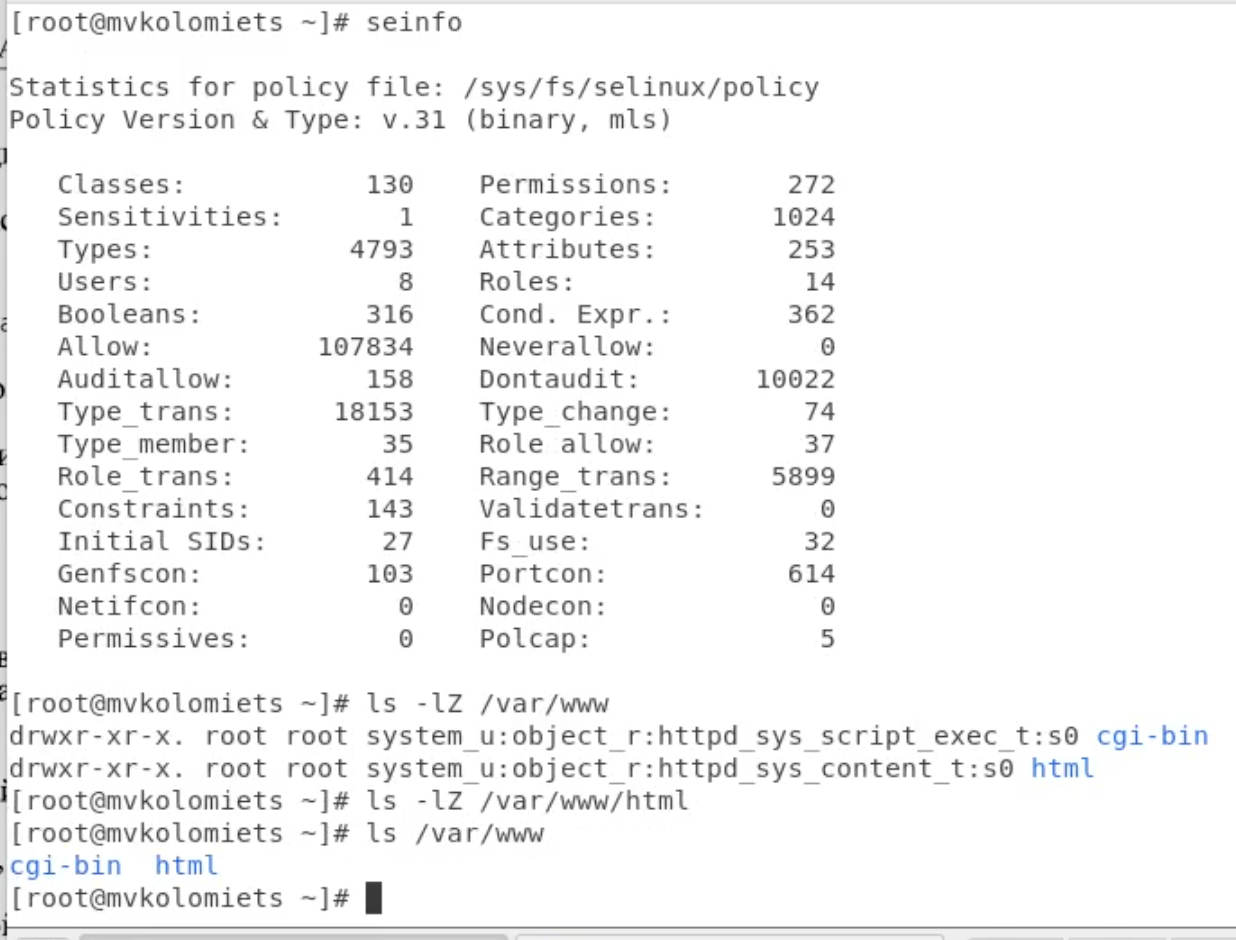 [root@mvkolomiets ~]# seinfo
Statistics for policy file: /sys/fs/selinux/policy
Policy Version & Type: v.31 (binary, mls)
Classes: 130 Permissions: 272
Sensitivities: 1 Categories: 1024
Types: 4793 Attributes: 253
Users: 8 Roles: 14
Booleans: 316 Cond. Expr.: 362
Allow: 107834 Neverallow: 0
Auditallow: 158 Dontaudit: 10022
Type_trans: 18153 Type_change: 74
Type_member: 35 Role allow: 37
Role_trans: 414 Range_trans: 5899
Constraints: 143 Validatetrans: 0
Initial SIDs: 27 Fs_use: 32
Genfscon: 103 Portcon: 614
Netifcon: 0 Nodecon: 0
Permissives: 0 Polcap: 5
[root@mvkolomiets ~]# ls -lZ /var/www
drwxr-xr-x. root root system_u:object_r:httpd_sys_script_exec_t:s0 cgi-bin
drwxr-xr-x. root root system_u:object_r:httpd_sys_content_t:s0 html
[root@mvkolomiets ~]# ls -lZ /var/www/html
[root@mvkolomiets ~]# ls /var/www
cgi-bin html
[root@mvkolomiets ~]#